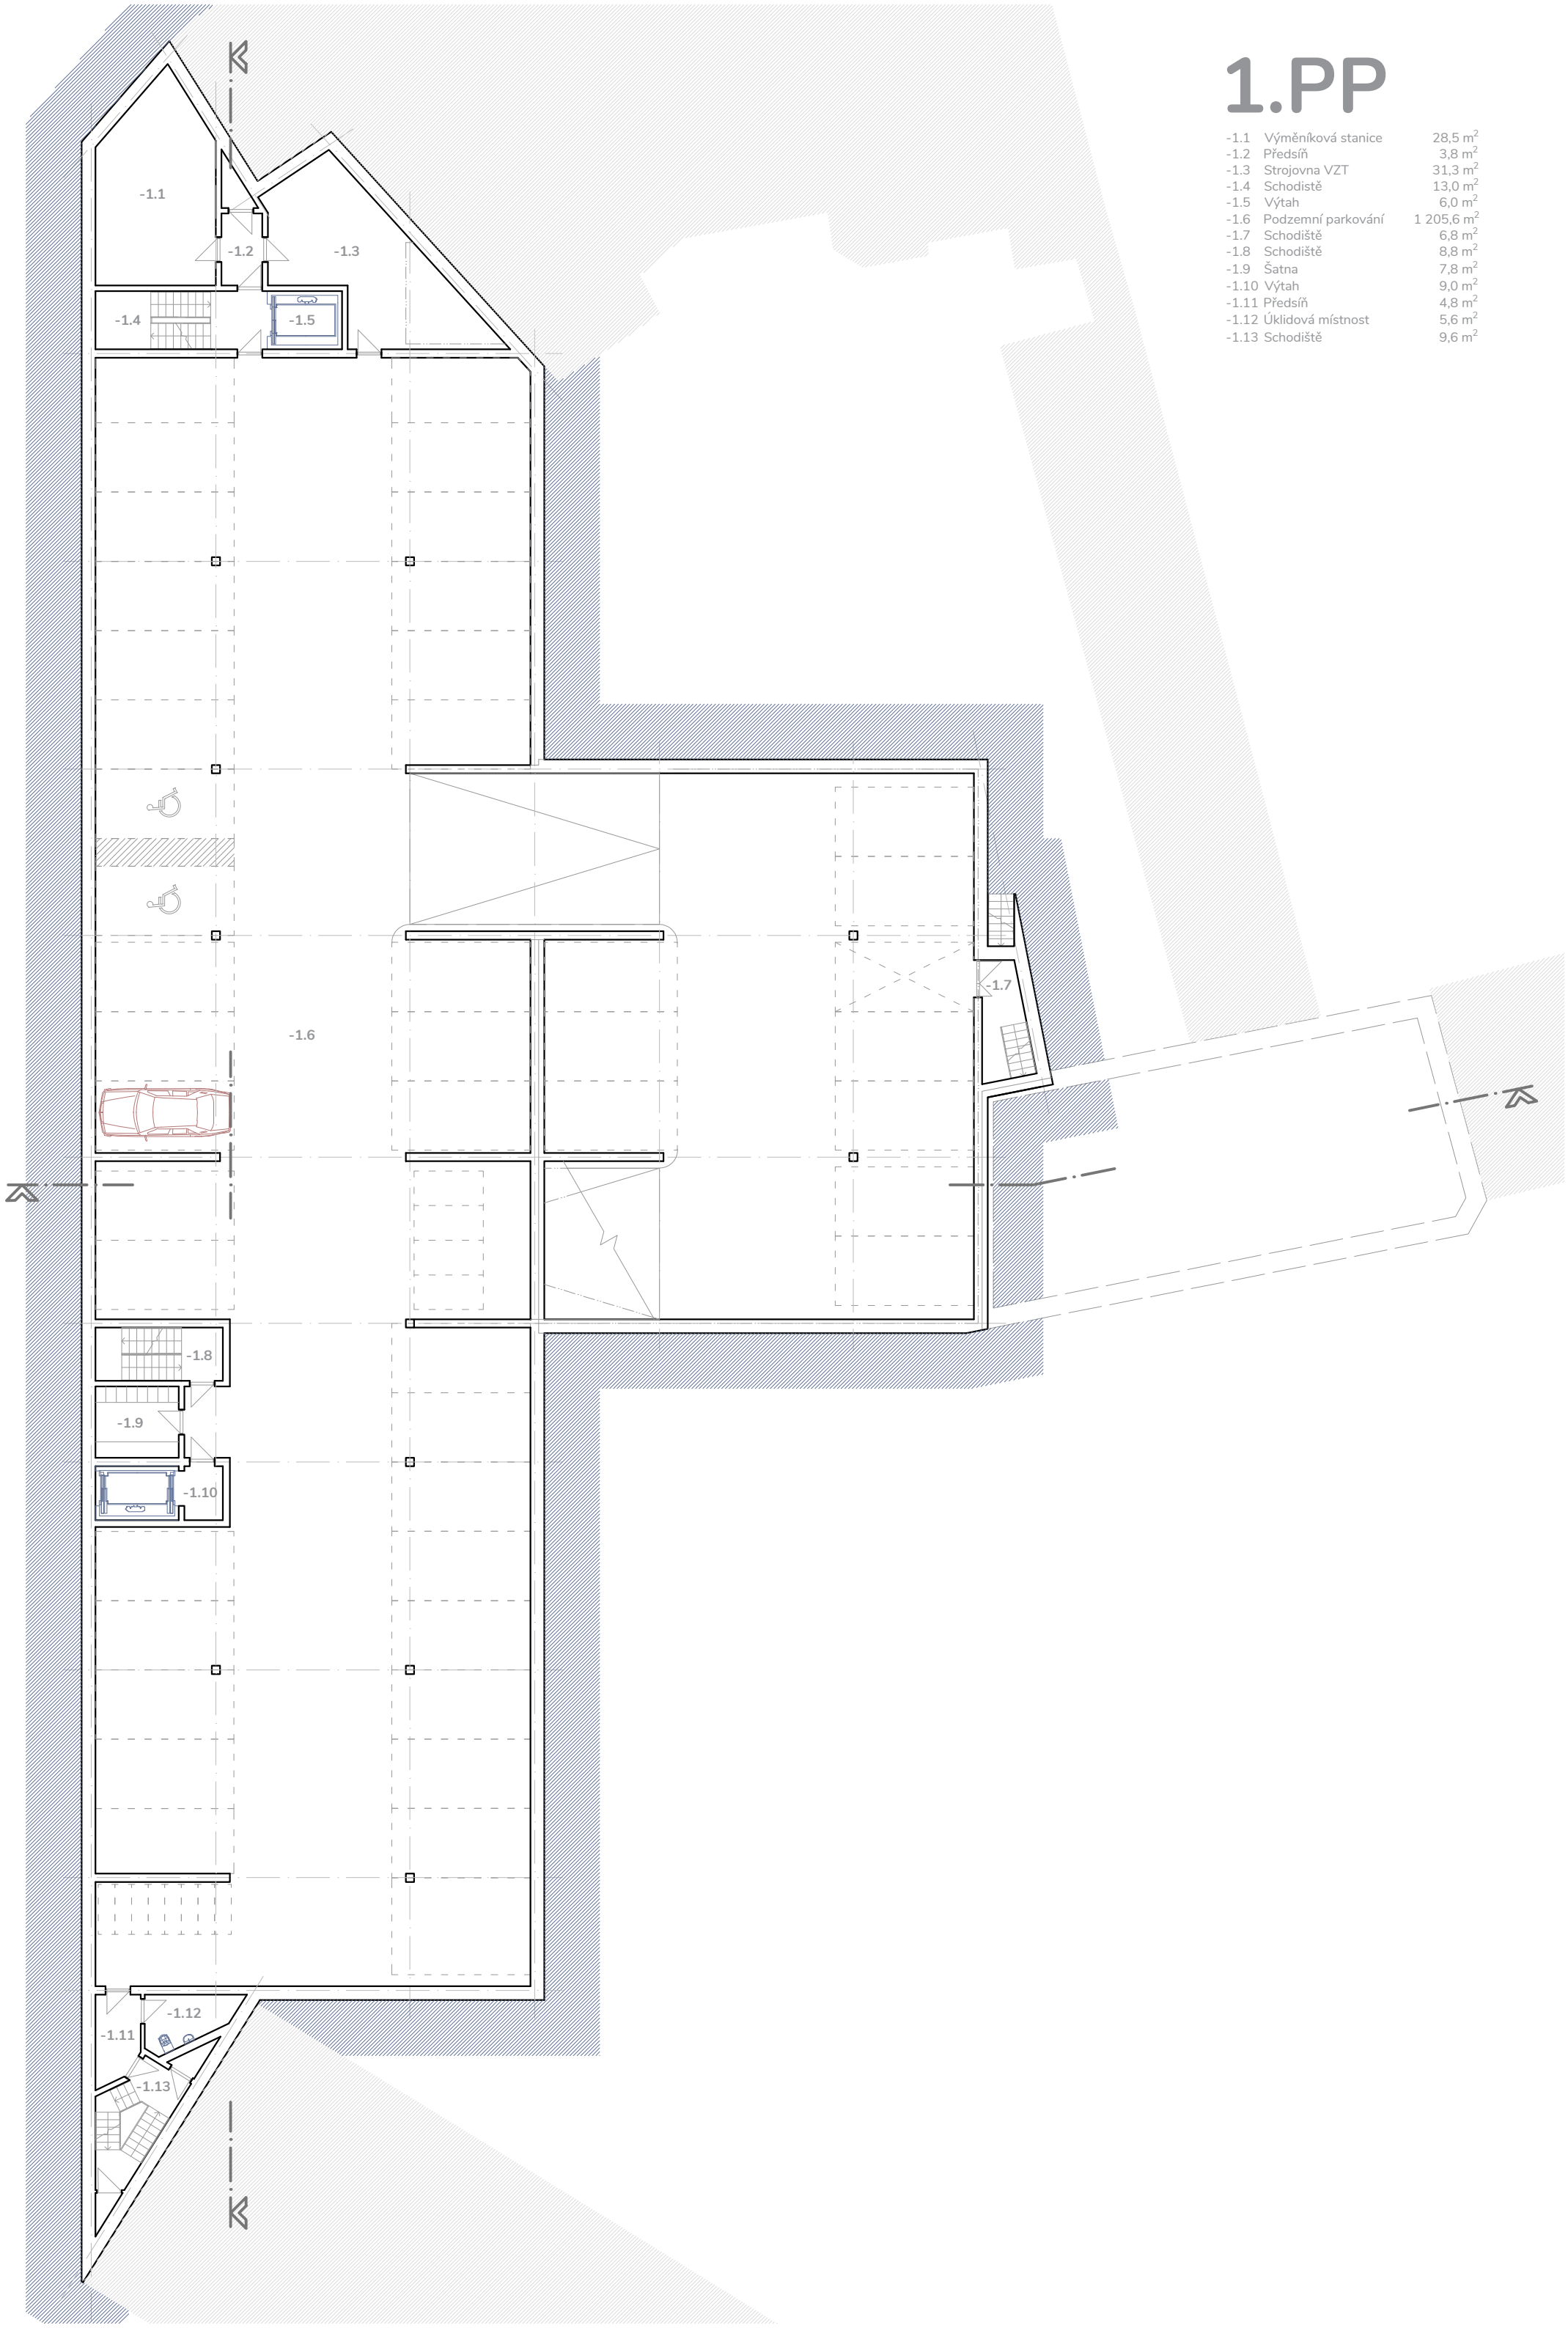 1.PP
-1.1 Výměníková stanice 28,5 m²
-1.2 Předsíň 3,8 m²
-1.3 Strojovna VZT 31,3 m²
-1.4 Schodistě 13,0 m²
-1.5 Výtah 6,0 m²
-1.6 Podzemní parkování 1 205,6 m²
-1.7 Schodiště 6,8 m²
-1.8 Schodiště 8,8 m²
-1.9 Šatna 7,8 m²
-1.10 Výtah 9,0 m²
-1.11 Předsíň 4,8 m²
-1.12 Úklidová místnost 5,6 m²
-1.13 Schodiště 9,6 m²
-1.1
-1.2
-1.3
-1.4
-1.5
-1.7
-1.6
-1.8
-1.9
-1.10
-1.12
-1.11
-1.13